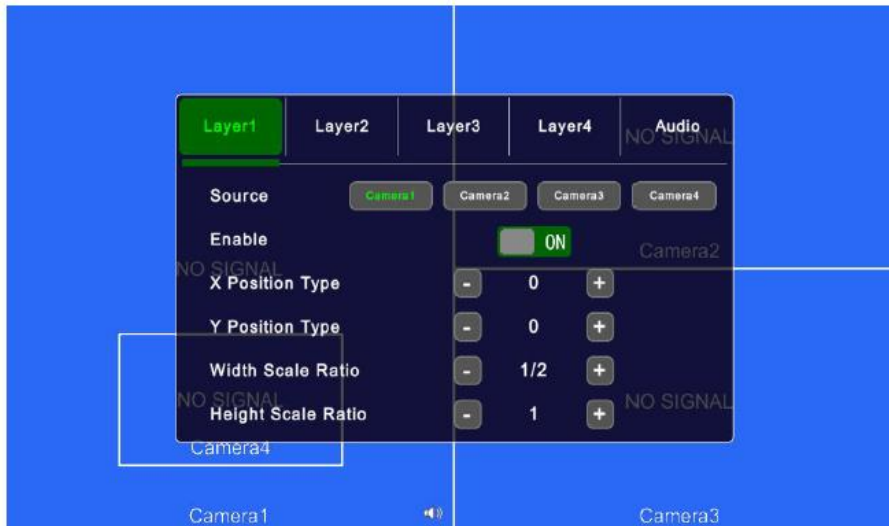 Layer1 Layer2 Layer3 Layer4 Audio
NO SIGNAL
Source Camera1 Camera2 Camera3 Camera4
Enable ON
Camera2
NO SIGNAL
X Position Type - 0 +
Y Position Type - 0 +
Width Scale Ratio - 1/2 +
NO SIGNAL
NO SIGNAL
Height Scale Ratio - 1 +
Camera4
Camera1
Camera3